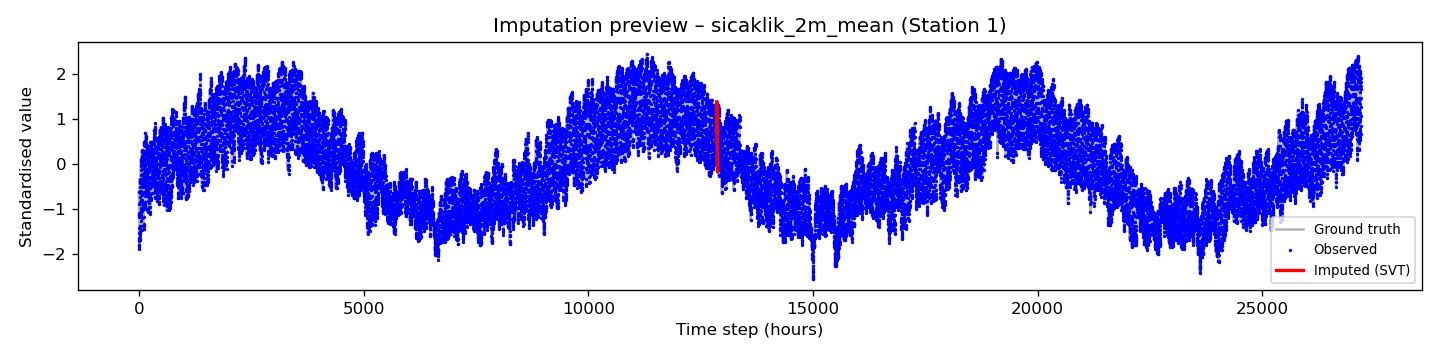 Imputation preview – sicaklik_2m_mean (Station 1)
Standardised value
2
1
0
−1
−2
0 5000 10000 15000 20000 25000
Time step (hours)
Ground truth
Observed
Imputed (SVT)